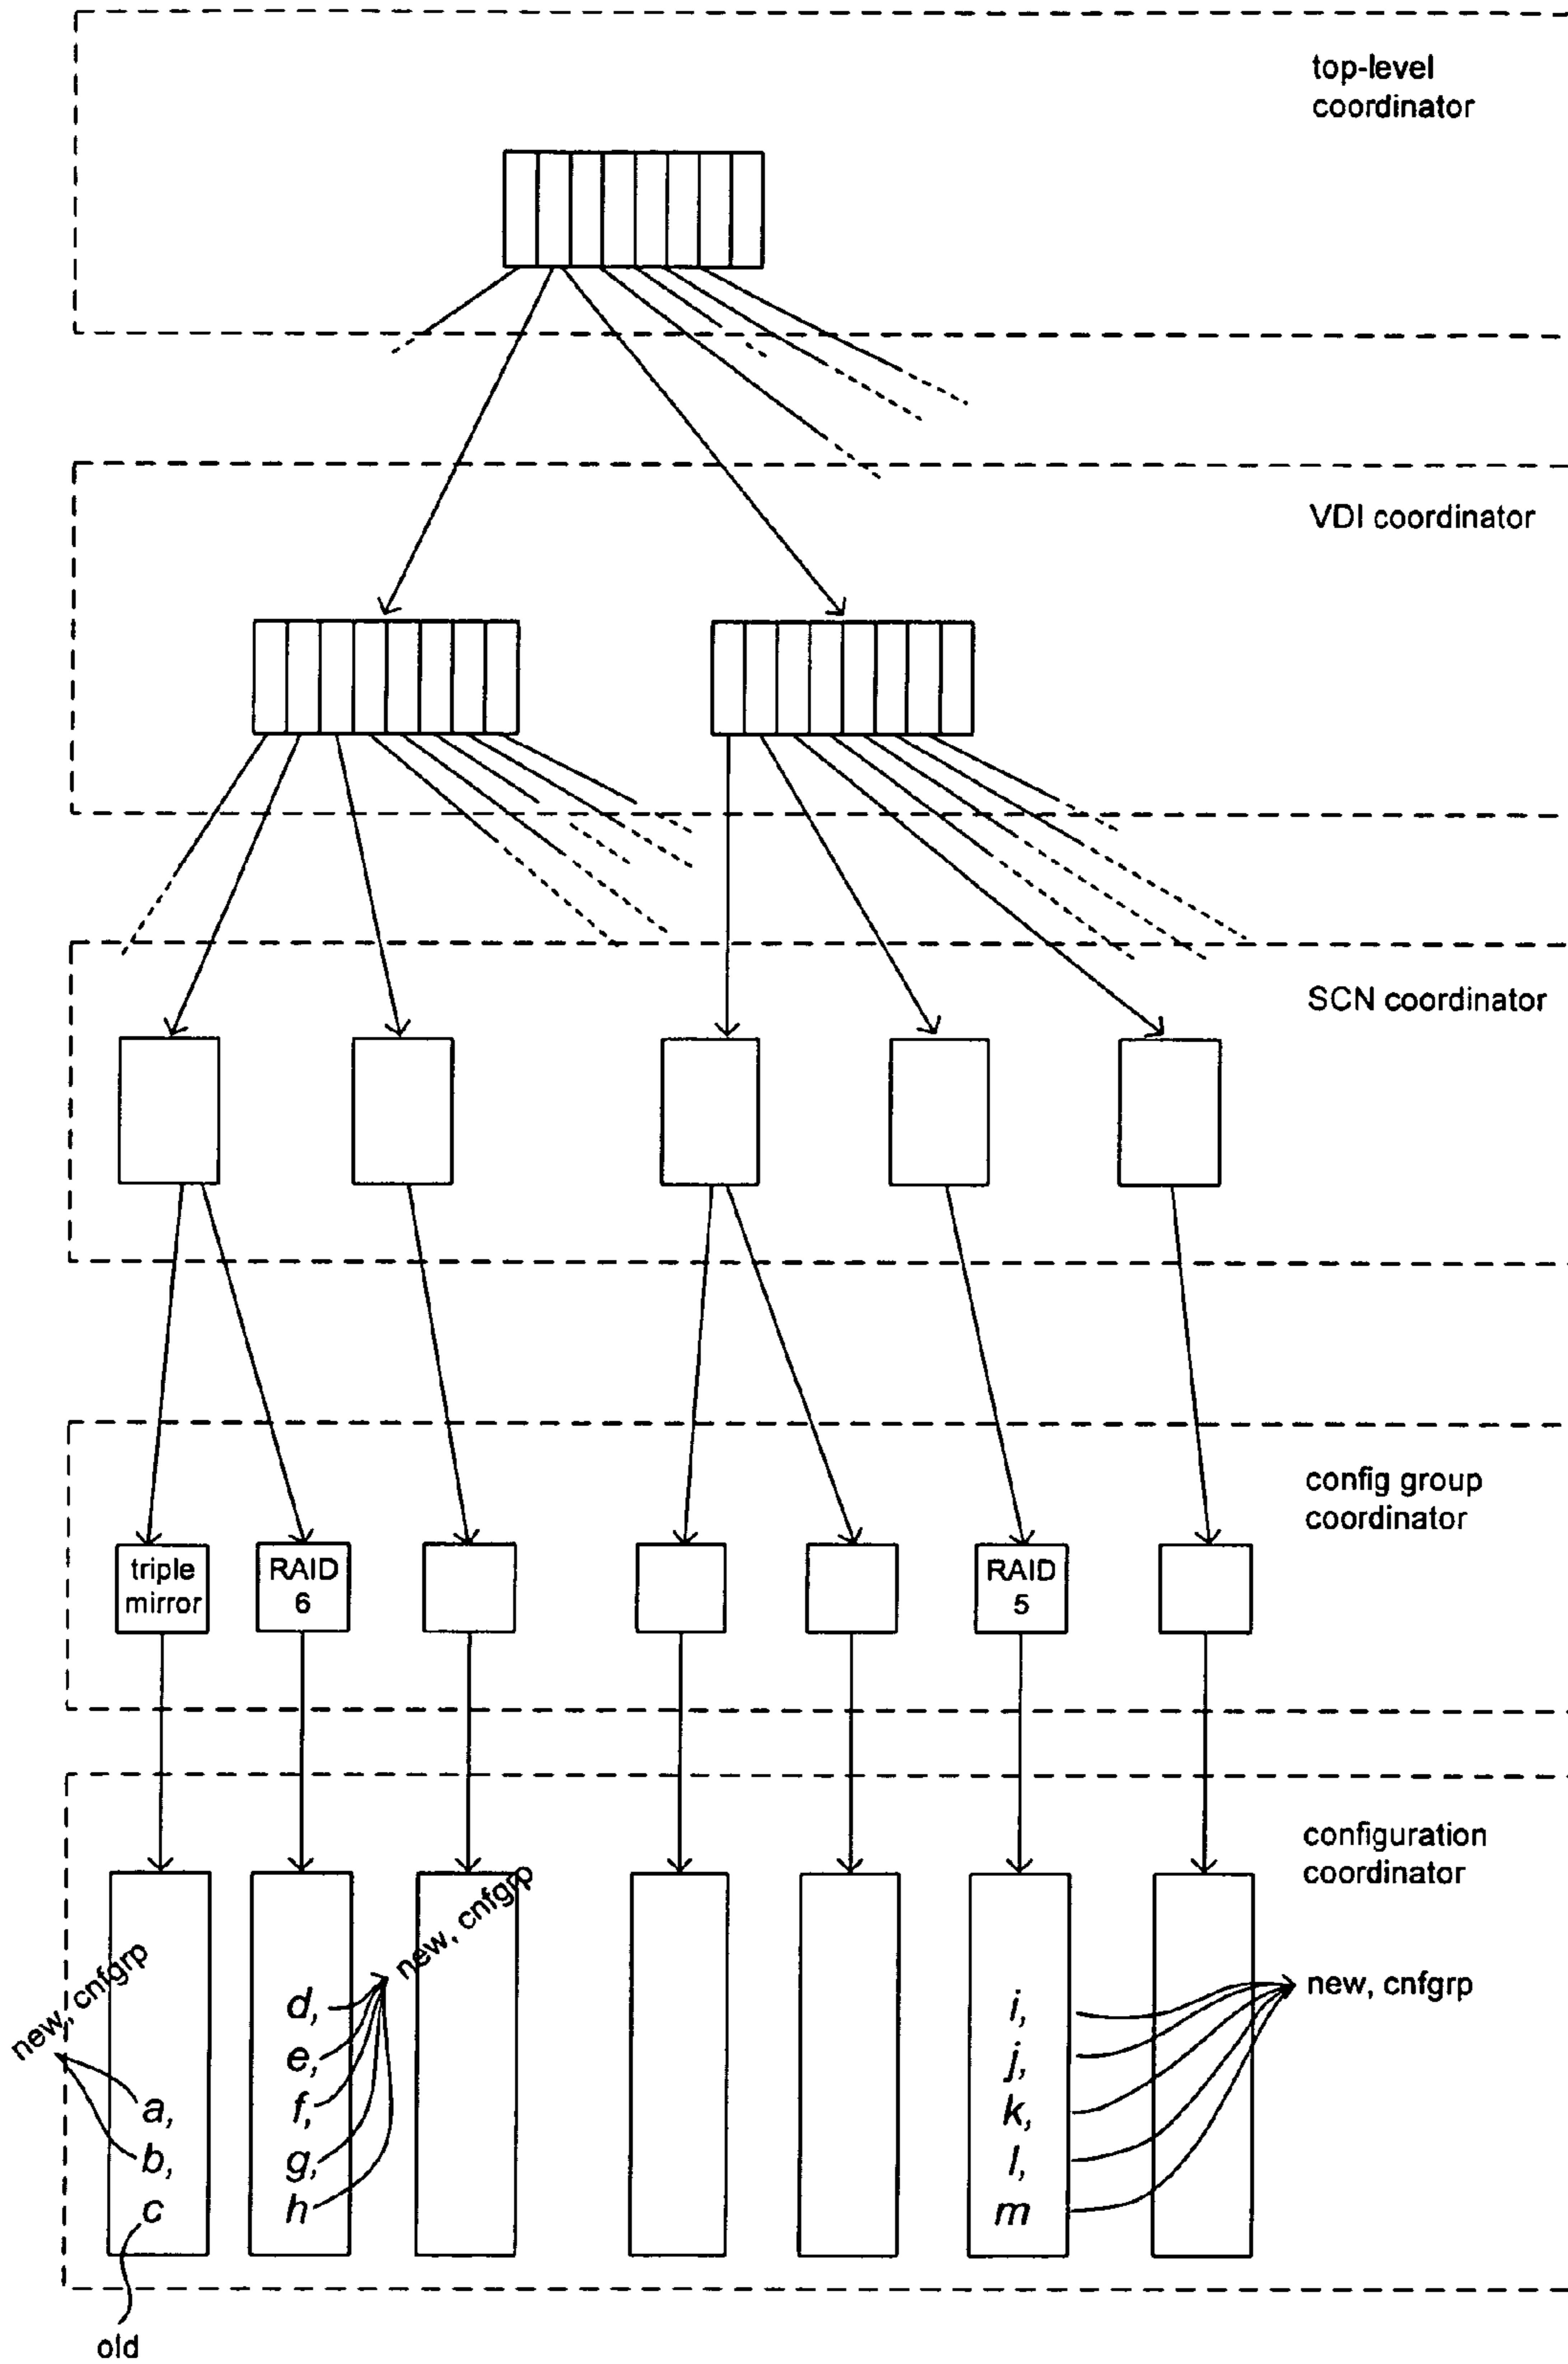 top-level
coordinator
VDI coordinator
SCN coordinator
config group
coordinator
triple
mirror
RAID
6
RAID
5
configuration
coordinator
new, cnfgrp
new, cnfgrp
new, cnfgrp
d,
e,
f,
g,
h
i,
j,
k,
l,
m
a,
b,
c
old